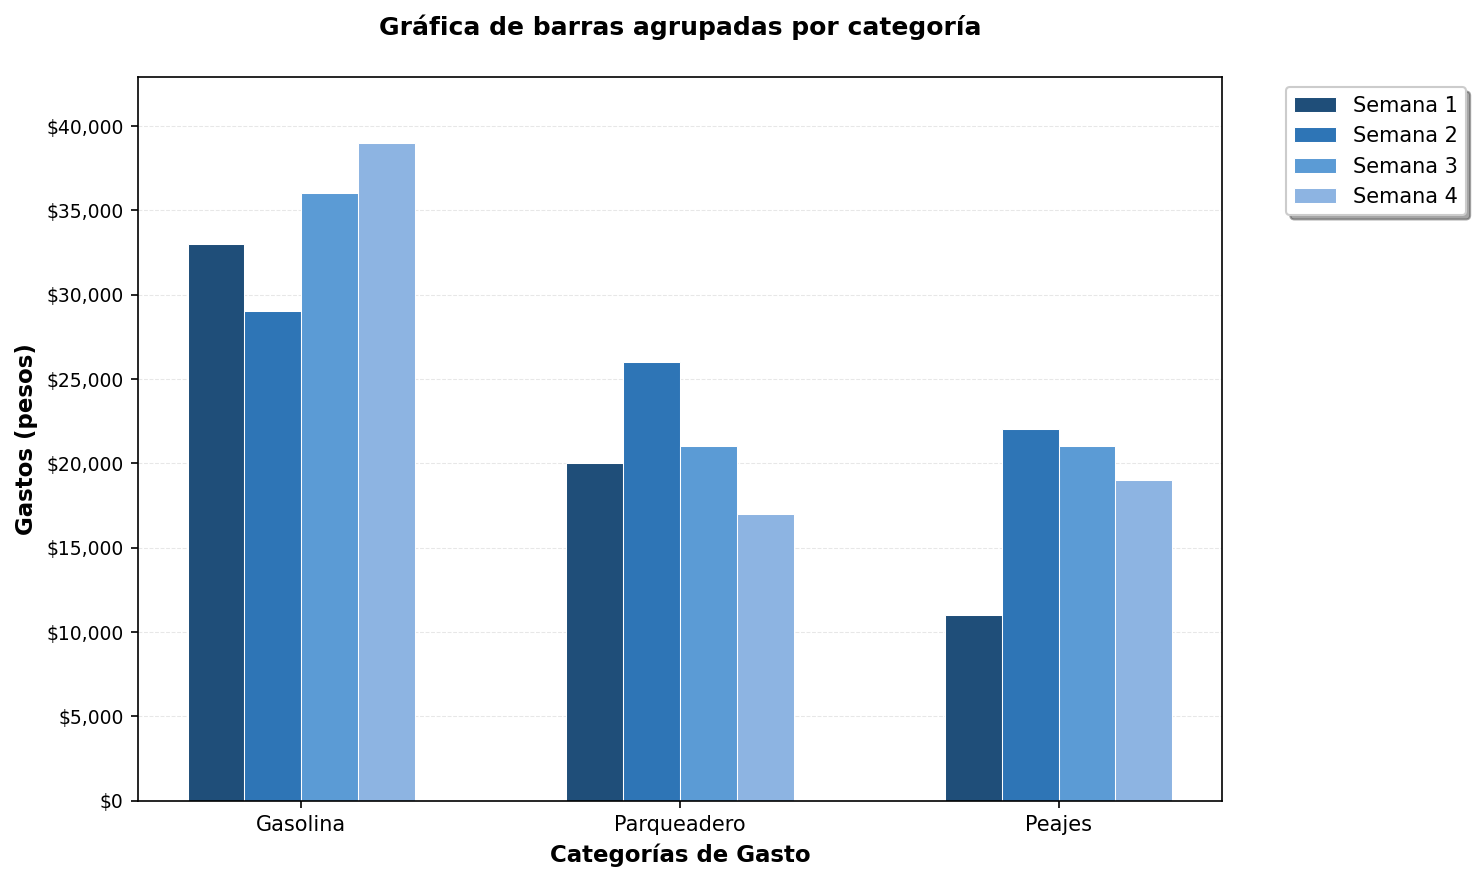 Gráfica de barras agrupadas por categoría
Semana 1
Semana 2
Semana 3
Semana 4
Gastos (pesos)
$40,000
$35,000
$30,000
$25,000
$20,000
$15,000
$10,000
$5,000
$0
Gasolina Parqueadero Peajes
Categorías de Gasto